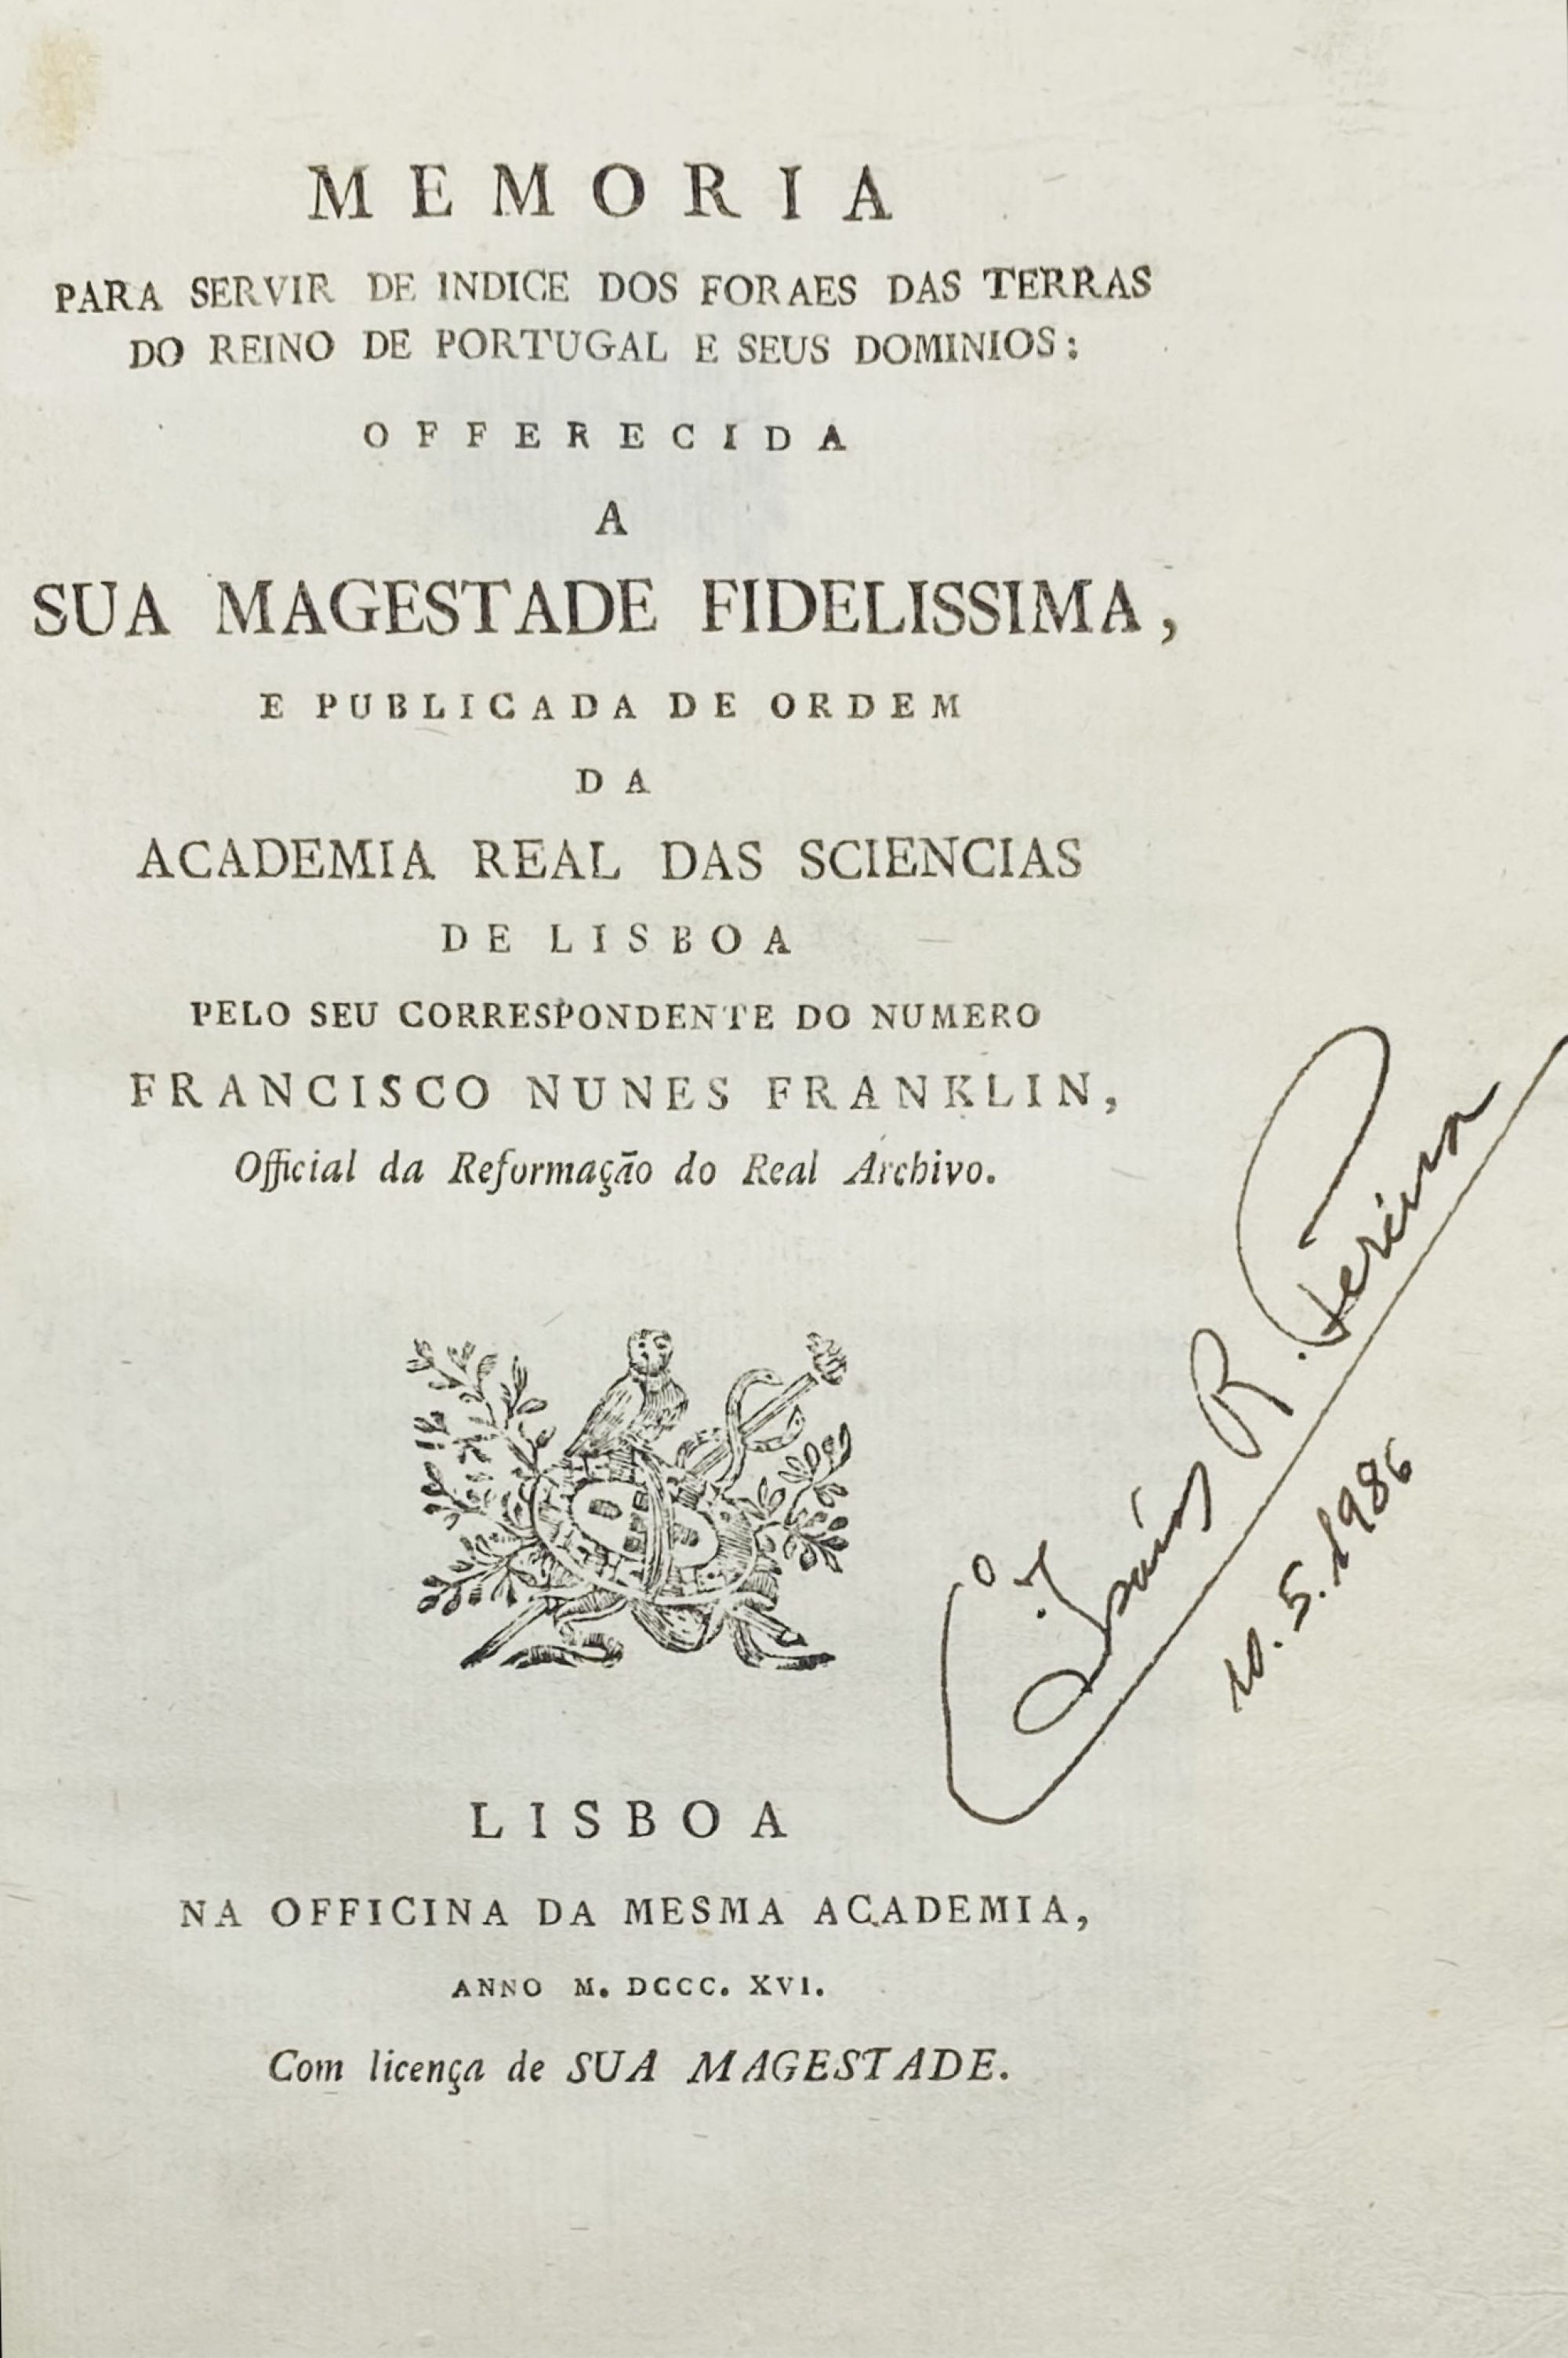 MEMORIA
PARA SERVIR DE INDICE DOS FORAES DAS TERRAS
DO REINO DE PORTUGAL E SEUS DOMINIOS:
OFFERECIDA
A
SUA MAGESTADE FIDELISSIMA,
E PUBLICADA DE ORDEM
DA
ACADEMIA REAL DAS SCIENCIAS
DE LISBOA
PELO SEU CORRESPONDENTE DO NUMERO
FRANCISCO NUNES FRANKLIN,
Official da Reformação do Real Archivo.
R. Pereira
10.5.1986
LISBOA
NA OFFICINA DA MESMA ACADEMIA,
ANNO M. DCCC. XVI.
Com licença de SUA MAGESTADE.